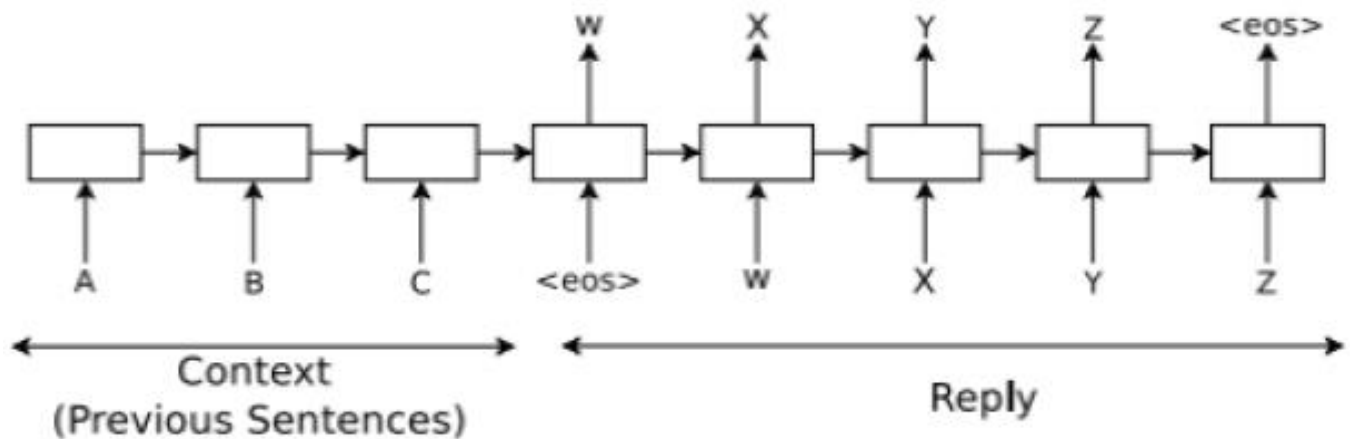 W X Y Z <eos>
A B C <eos> W X Y Z
Context
(Previous Sentences)
Reply